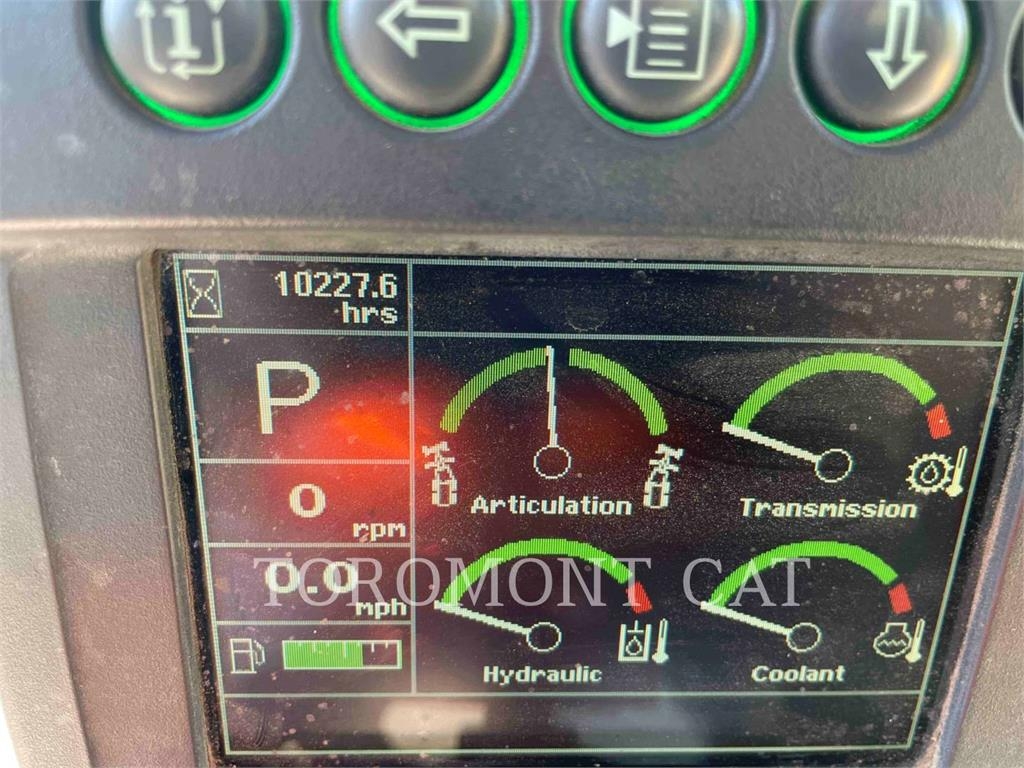 10227.6
hrs
P
0
rpm
Articulation
Transmission
0.0
mph
TOROMONT CAT
Hydraulic
Coolant